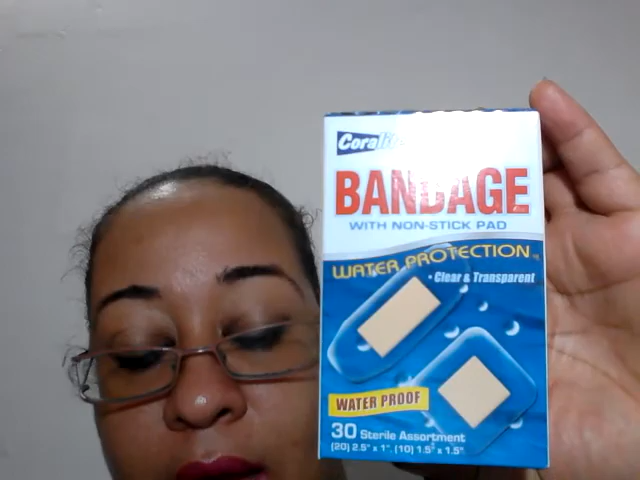 Coralite
BANDAGE
WITH NON-STICK PAD
WATER PROTECTION
• Clear & Transparent
WATER PROOF
30 Sterile Assortment
(20) 2.5" x 1", (10) 1.5" x 1.5"